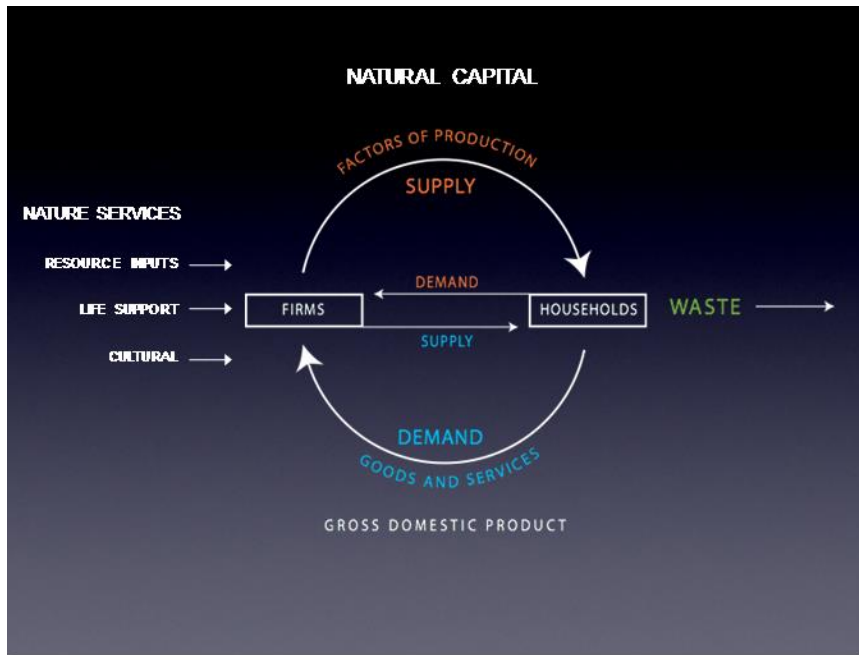 NATURAL CAPITAL
FACTORS OF PRODUCTION
SUPPLY
NATURE SERVICES
RESOURCE INPUTS
DEMAND
LIFE SUPPORT
FIRMS
HOUSEHOLDS
WASTE
SUPPLY
CULTURAL
DEMAND
GOODS AND SERVICES
GROSS DOMESTIC PRODUCT